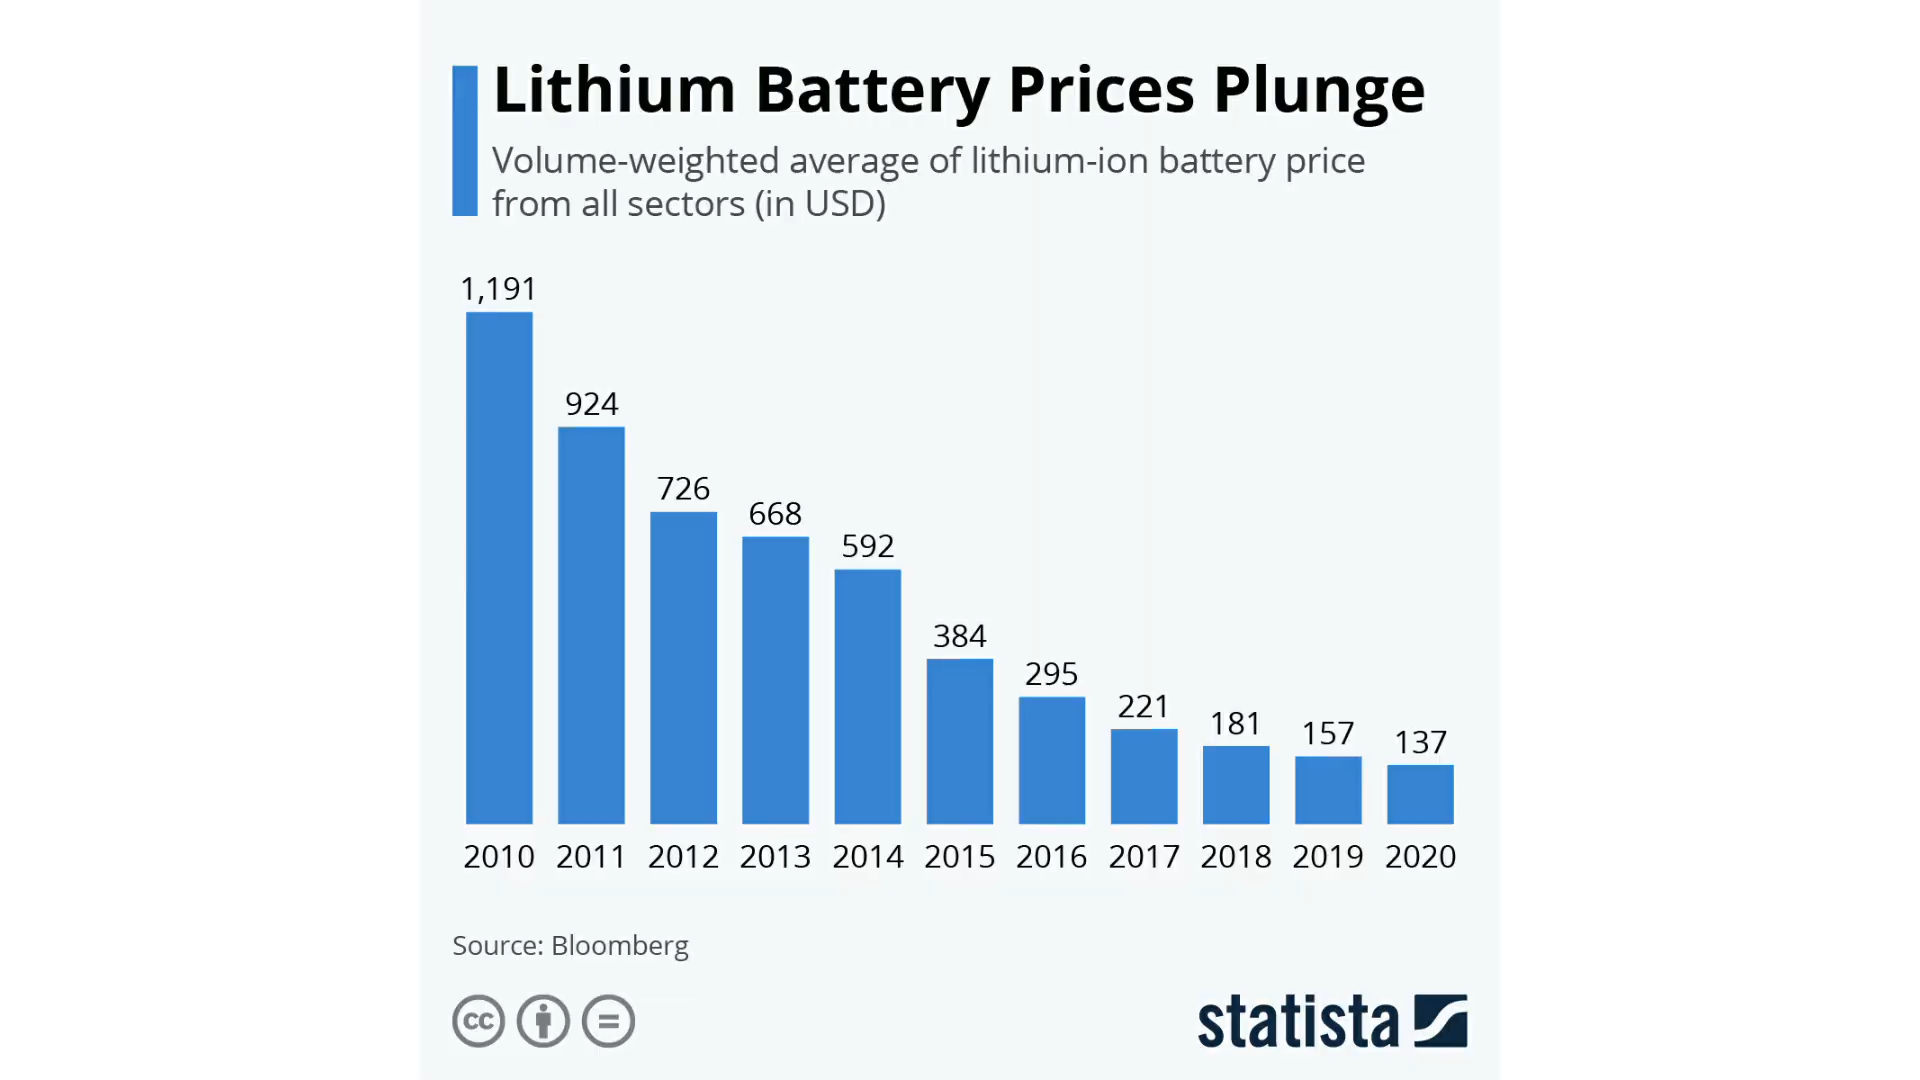 Lithium Battery Prices Plunge
Volume-weighted average of lithium-ion battery price
from all sectors (in USD)
1,191
924
726
668
592
384
295
221
181
157
137
2010 2011 2012 2013 2014 2015 2016 2017 2018 2019 2020
Source: Bloomberg
cc
=
statista